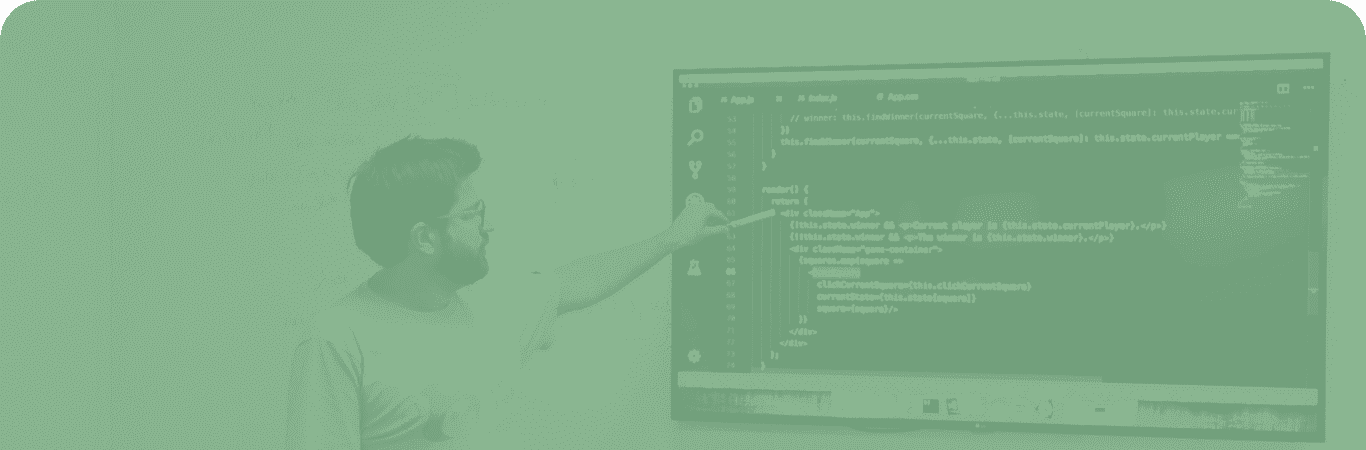 App.js
index.js
App.css
// winner: this.findWinner(currentSquare, {...this.state, [currentSquare]: this.state.cur
})
this.findWinner(currentSquare, {...this.state, [currentSquare]: this.state.currentPlayer ==
}
}
render() {
return (
<div className="App">
{!this.state.winner && <p>Current player is {this.state.currentPlayer}.</p>}
{!!this.state.winner && <p>The winner is {this.state.winner}.</p>}
<div className="game-container">
{squares.map(square =>
clickCurrentSquare={this.clickCurrentSquare}
currentState={this.state[square]}
square={square}/>
)}
</div>
</div>
);
}